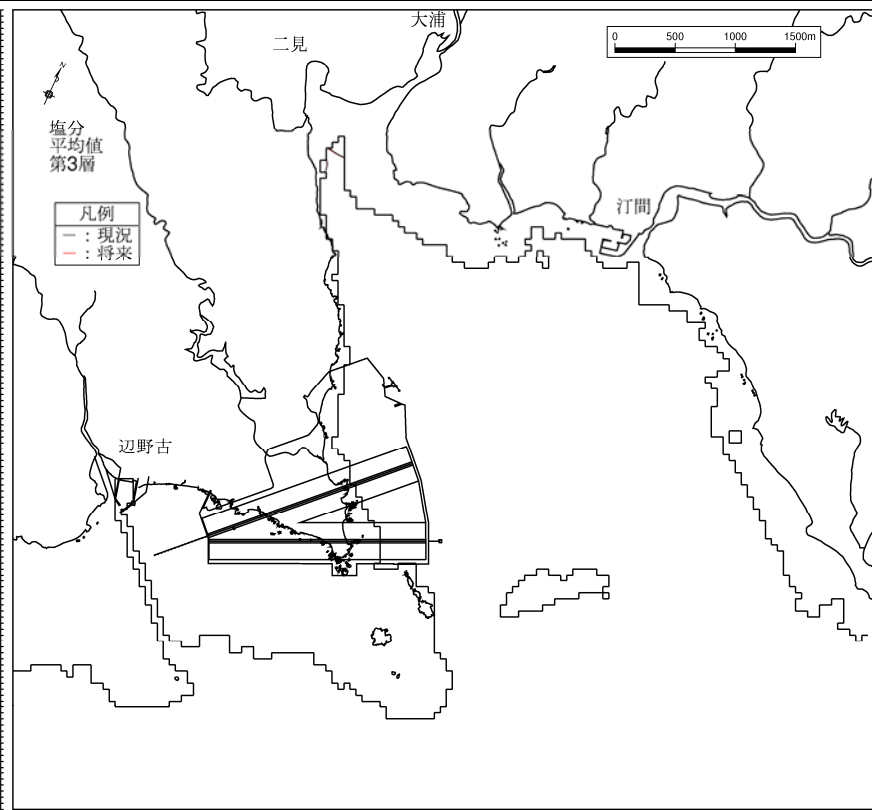 大浦
二見
0 500 1000 1500m
N
塩分
平均値
第3層
汀間
凡例
— : 現況
— : 将来
辺野古